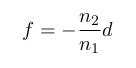 f = -\frac{n_2}{n_1}d